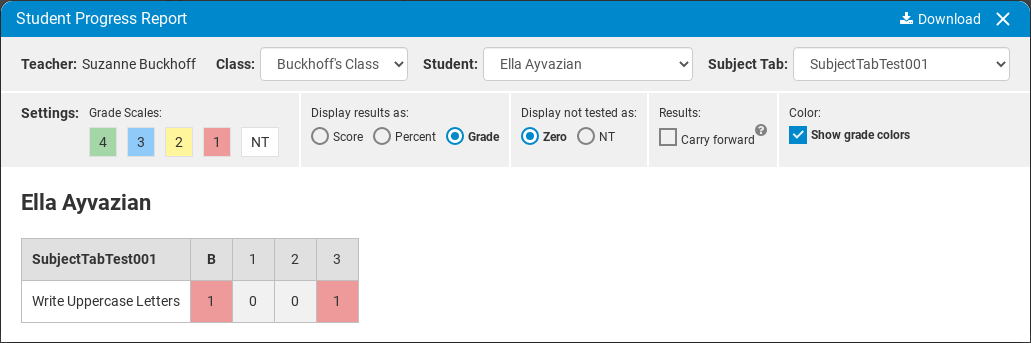 Student Progress Report Download
Teacher: Suzanne Buckhoff Class: Buckhoff's Class Student: Ella Ayvazian Subject Tab: SubjectTabTest001
Settings: Grade Scales: Display results as: Display not tested as: Results: Color:
4 3 2 1 NT Score Percent Grade Zero NT Carry forward ? Show grade colors
Ella Ayvazian
SubjectTabTest001 B 1 2 3
Write Uppercase Letters 1 0 0 1